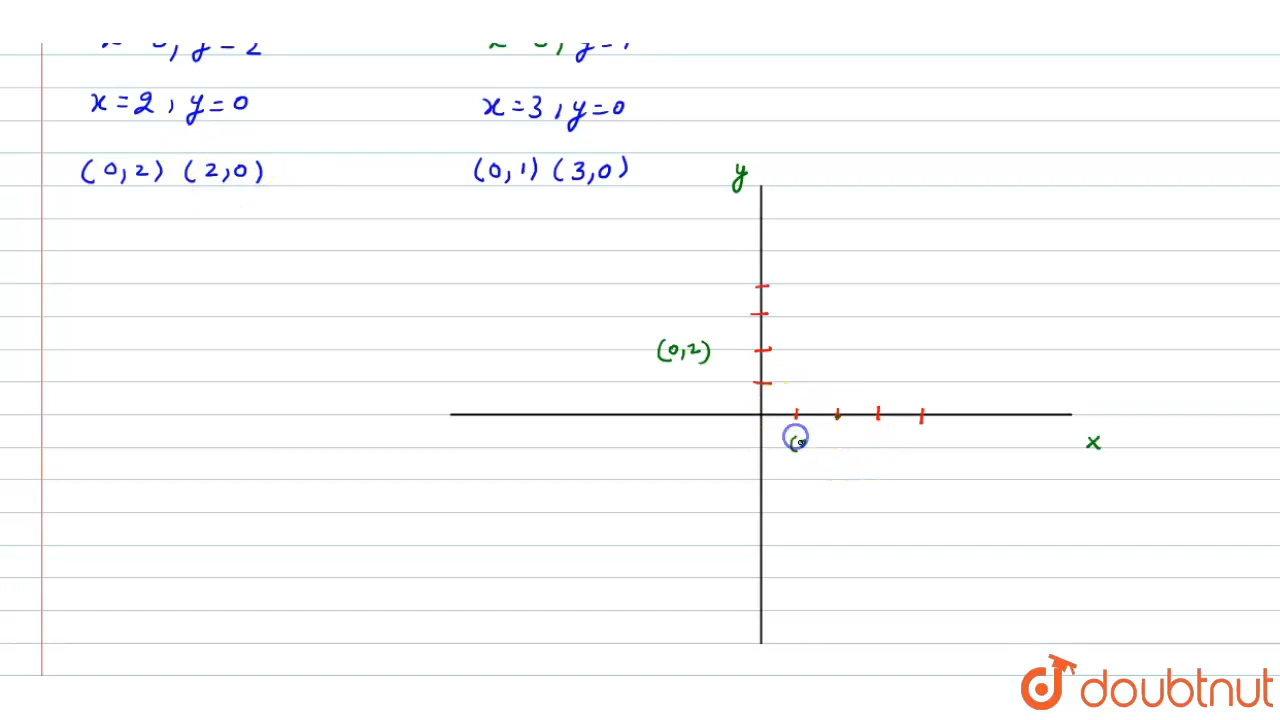 x=2, y=0
x=3, y=0
(0,2) (2,0)
(0,1) (3,0)
y
(0,2)
x
doubtnut